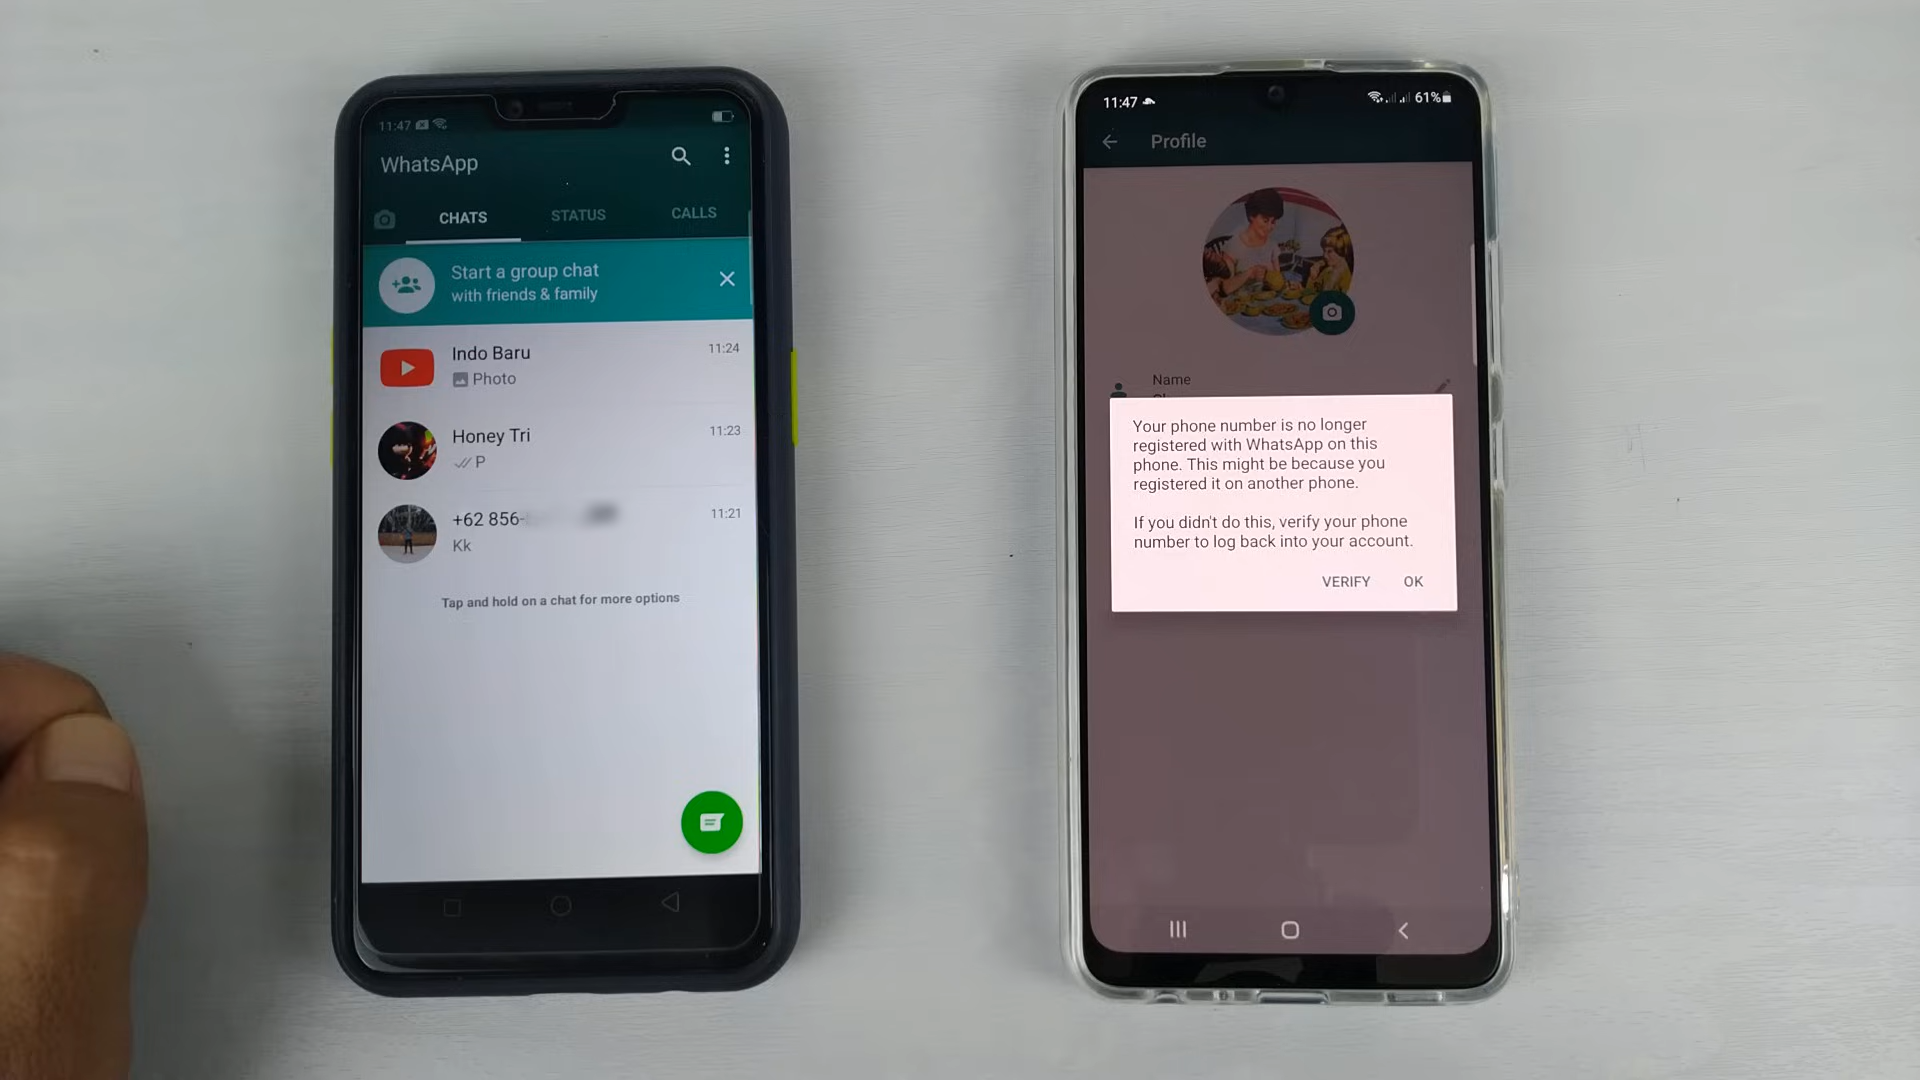 11:47
WhatsApp
CHATS STATUS CALLS
Start a group chat
with friends & family
Indo Baru 11:24
Photo
Honey Tri 11:23
P
+62 856- 11:21
Kk
Tap and hold on a chat for more options
11:47 61%
Profile
Name
Your phone number is no longer
registered with WhatsApp on this
phone. This might be because you
registered it on another phone.
If you didn't do this, verify your phone
number to log back into your account.
VERIFY OK